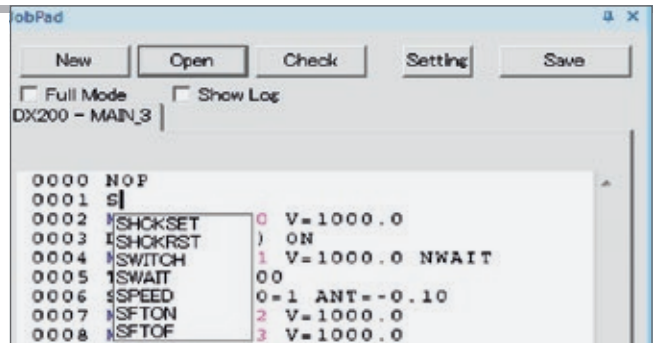 JobPad
New Open Check Setting Save
Full Mode Show Log
DX200 - MAIN_3
0000 NOP
0001 S
0002 0 V=1000.0
0003 ) ON
0004 1 V=1000.0 NWAIT
0005 00
0006 0=1 ANT=-0.10
0007 2 V=1000.0
0008 3 V=1000.0
SHCKSET
SHCKRST
SWITCH
SWAIT
SPEED
SFTON
SFTOF